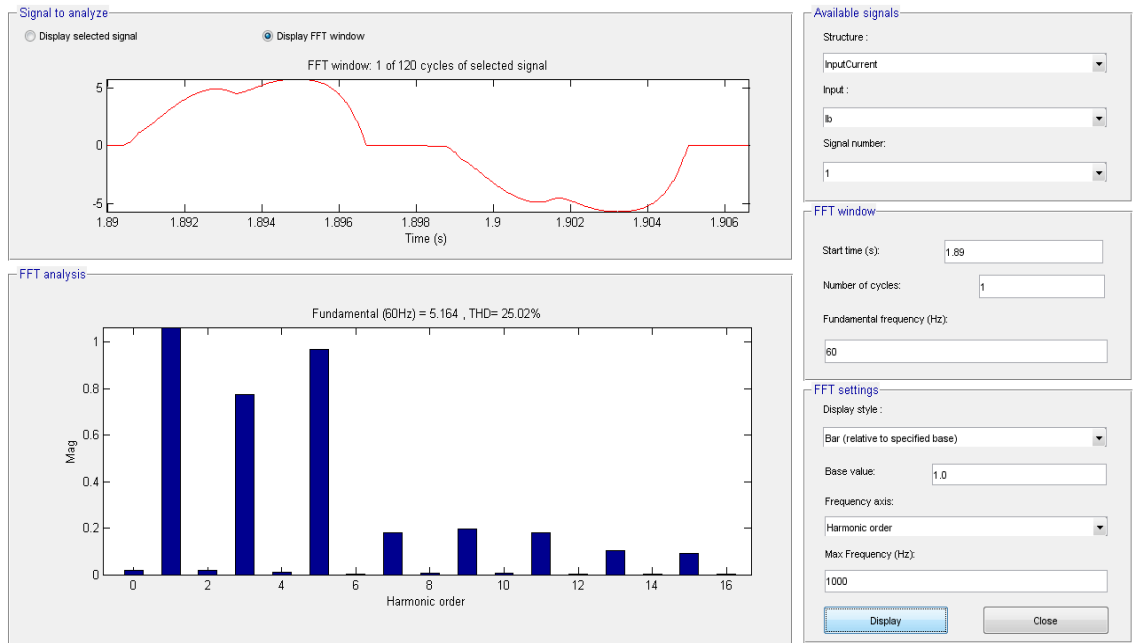 Signal to analyze
Display selected signal
Display FFT window
FFT window: 1 of 120 cycles of selected signal
5
0
-5
1.89 1.892 1.894 1.896 1.898 1.9 1.902 1.904 1.906
Time (s)
FFT analysis
Fundamental (60Hz) = 5.164 , THD= 25.02%
1
0.8
0.6
0.4
0.2
0
Mag
0 2 4 6 8 10 12 14 16
Harmonic order
Available signals
Structure :
InputCurrent
Input :
Ib
Signal number:
1
FFT window
Start time (s):
1.89
Number of cycles:
1
Fundamental frequency (Hz):
60
FFT settings
Display style :
Bar (relative to specified base)
Base value:
1.0
Frequency axis:
Harmonic order
Max Frequency (Hz):
1000
Display
Close